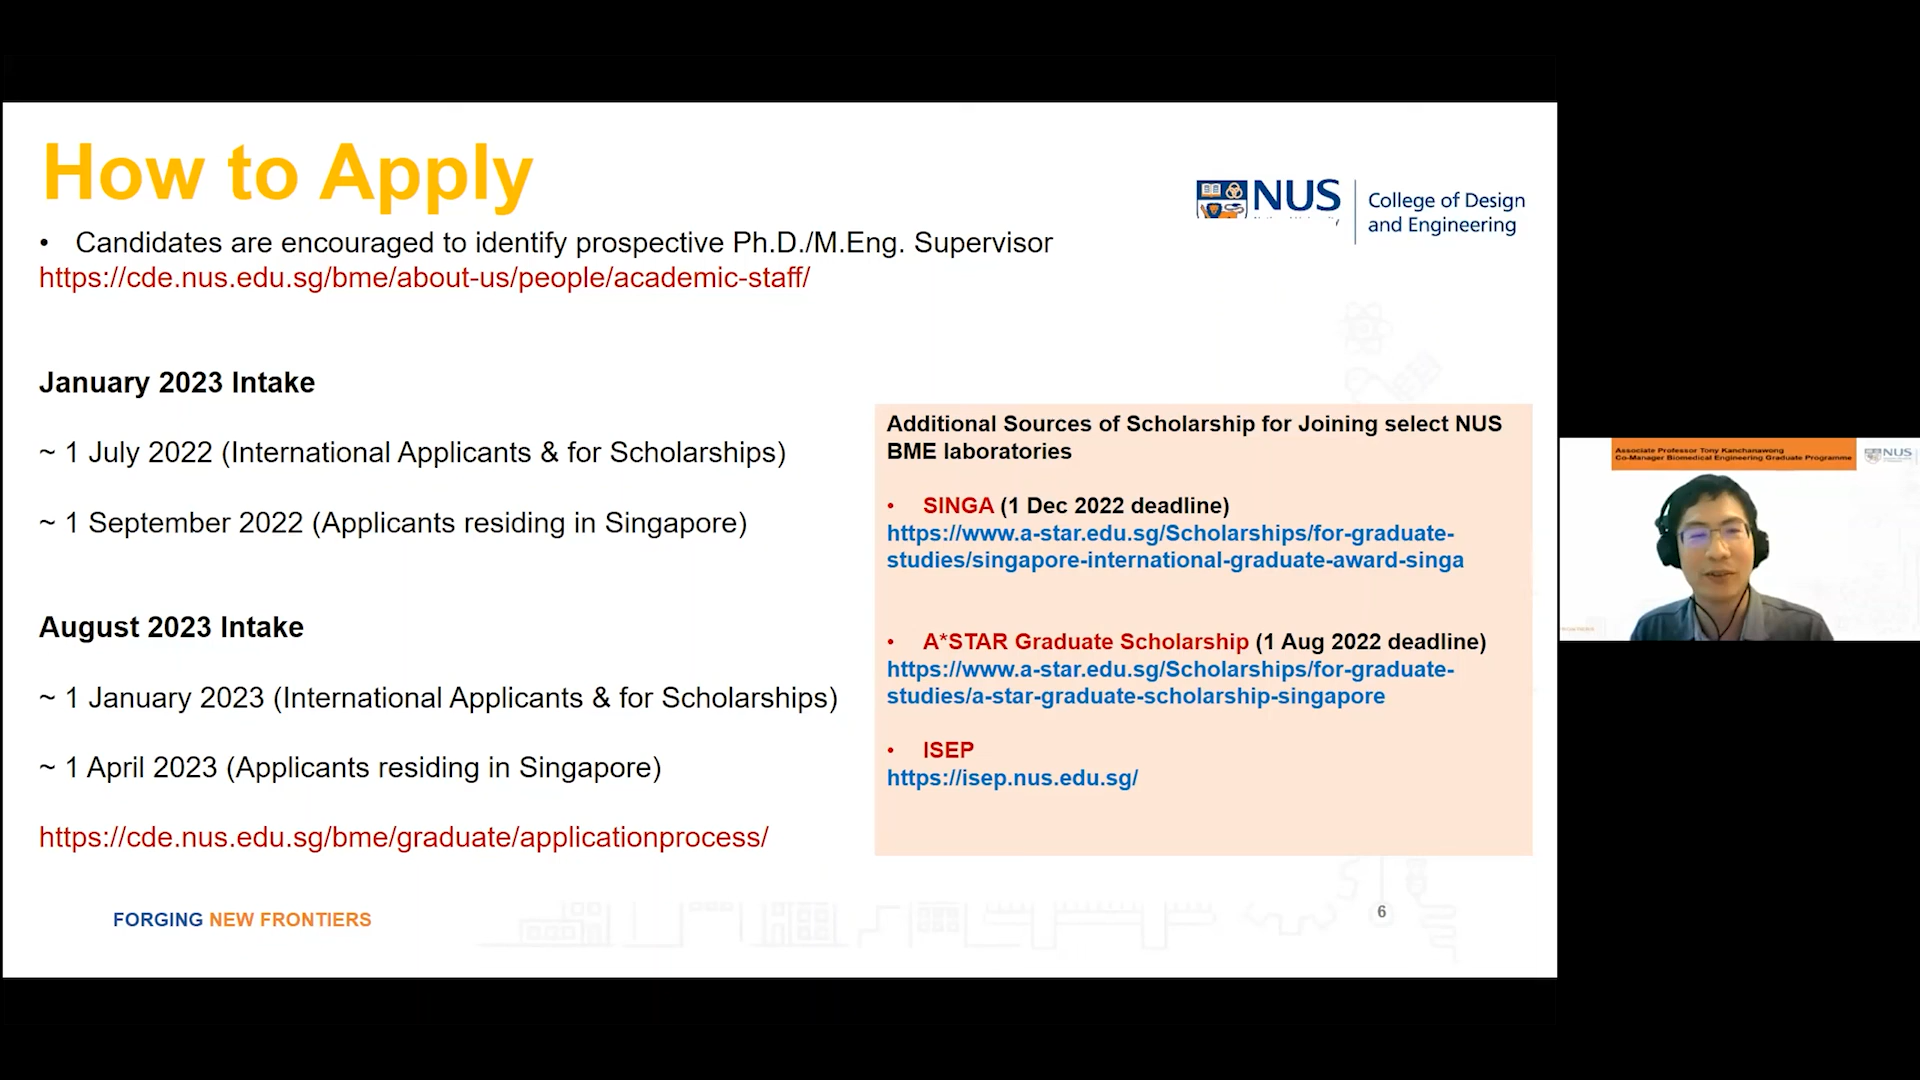 How to Apply
NUS
College of Design
and Engineering
• Candidates are encouraged to identify prospective Ph.D./M.Eng. Supervisor
https://cde.nus.edu.sg/bme/about-us/people/academic-staff/
January 2023 Intake
~ 1 July 2022 (International Applicants & for Scholarships)
~ 1 September 2022 (Applicants residing in Singapore)
August 2023 Intake
~ 1 January 2023 (International Applicants & for Scholarships)
~ 1 April 2023 (Applicants residing in Singapore)
https://cde.nus.edu.sg/bme/graduate/applicationprocess/
Additional Sources of Scholarship for Joining select NUS
BME laboratories
• SINGA (1 Dec 2022 deadline)
https://www.a-star.edu.sg/Scholarships/for-graduate-
studies/singapore-international-graduate-award-singa
• A*STAR Graduate Scholarship (1 Aug 2022 deadline)
https://www.a-star.edu.sg/Scholarships/for-graduate-
studies/a-star-graduate-scholarship-singapore
• ISEP
https://isep.nus.edu.sg/
FORGING NEW FRONTIERS
6
Associate Professor Tony Kanchanawong
Co-Manager Biomedical Engineering Graduate Programme
NUS